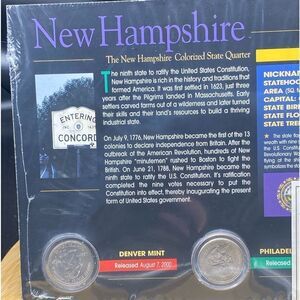 New Hampshire
The New Hampshire Colorized State Quarter
The ninth state to ratify the United States Constitution,
New Hampshire is rich in the history and traditions that
formed America. It was first settled in 1623, just three
years after the Pilgrims landed in Massachusetts. Early
settlers carved farms out of a wilderness and later turned
their skills and their land's resources to build a thriving
industrial state.
On July 9, 1776, New Hampshire became the first of the 13
colonies to declare independence from Britain. After the
outbreak of the American Revolution, hundreds of New
Hampshire "minutemen" rushed to Boston to fight the
British. On June 21, 1788, New Hampshire became the
ninth state to ratify the U.S. Constitution. It's ratification
completed the nine votes necessary to put the
Constitution into effect, thereby inaugurating the present
form of United States government.
ENTERING
CONCOR
NICKNAM
STATEHOO
AREA (SQ. M
CAPITAL:
STATE BIR
STATE FLO
STATE TRE
DENVER MINT
Released August 7, 2000
PHILADELP
Released